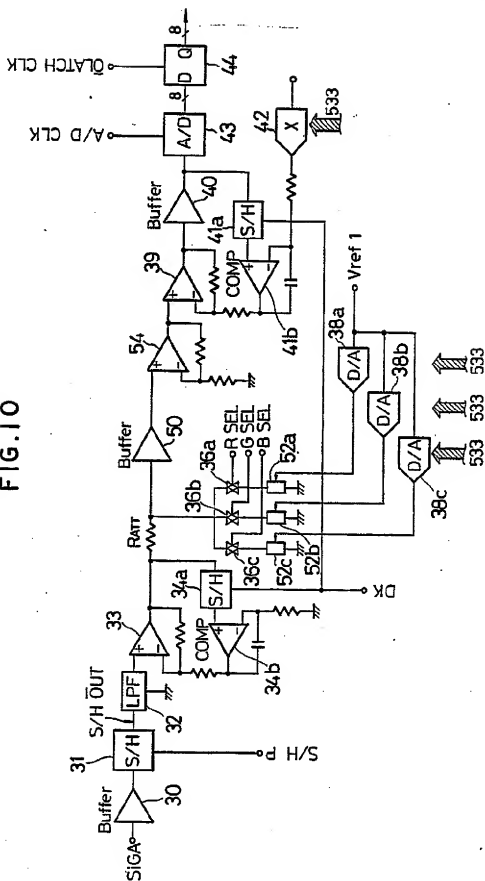 FIG.10
SiGA
Buffer
30
31
S/H
S/H P
S/H OUT
LPF
32
33
34a
S/H
COMP
34b
DK
RATT
36a
36b
36c
R SEL
G SEL
B SEL
52a
52b
52c
Buffer
50
54
39
Buffer
40
41a
S/H
COMP
41b
38a
D/A
Vref 1
D/A
38b
D/A
38c
533
533
533
42
X
533
A/D CLK
A/D
43
8
D Q
44
8
OLATCH CLK